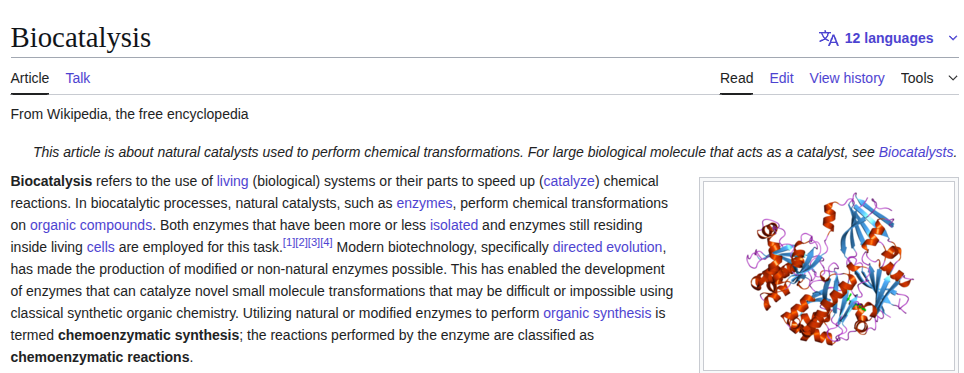 Biocatalysis
12 languages
Article Talk
Read Edit View history Tools
From Wikipedia, the free encyclopedia
This article is about natural catalysts used to perform chemical transformations. For large biological molecule that acts as a catalyst, see Biocatalysts.
Biocatalysis refers to the use of living (biological) systems or their parts to speed up (catalyze) chemical
reactions. In biocatalytic processes, natural catalysts, such as enzymes, perform chemical transformations
on organic compounds. Both enzymes that have been more or less isolated and enzymes still residing
inside living cells are employed for this task.[1][2][3][4] Modern biotechnology, specifically directed evolution,
has made the production of modified or non-natural enzymes possible. This has enabled the development
of enzymes that can catalyze novel small molecule transformations that may be difficult or impossible using
classical synthetic organic chemistry. Utilizing natural or modified enzymes to perform organic synthesis is
termed chemoenzymatic synthesis; the reactions performed by the enzyme are classified as
chemoenzymatic reactions.